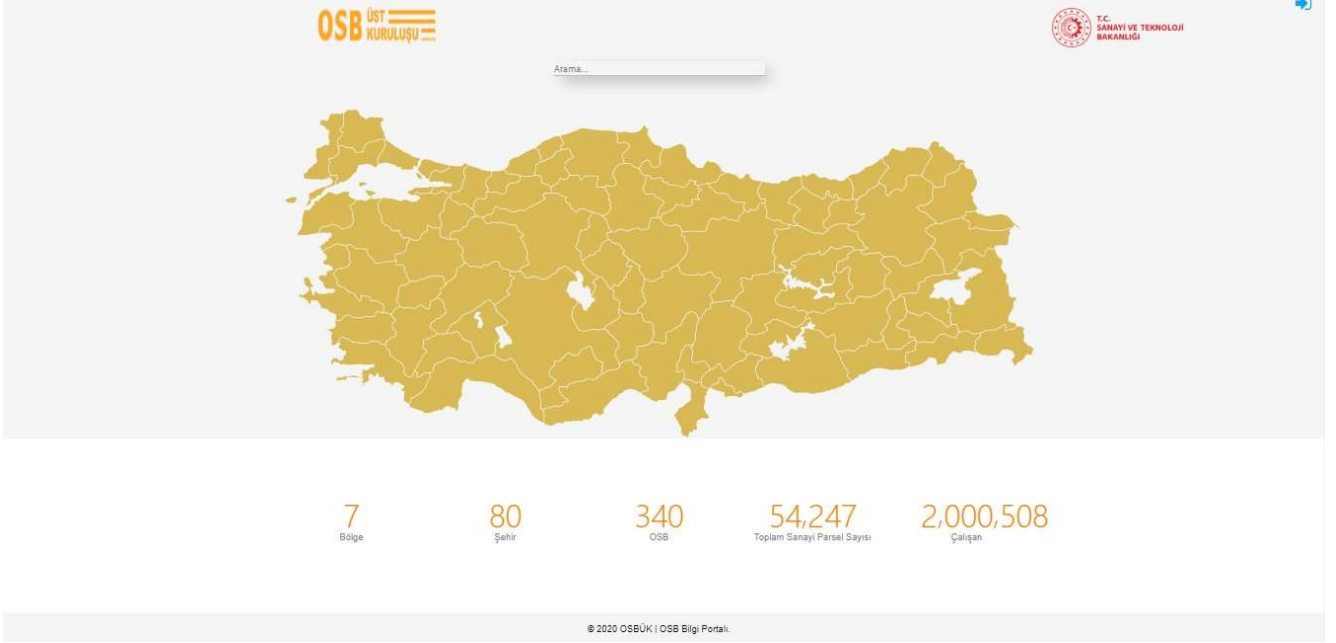 OSB ÜST
KURULUŞU
T.C.
SANAYİ VE TEKNOLOJİ
BAKANLIĞI
Arama...
7
Bölge
80
Şehir
340
OSB
54,247
Toplam Sanayi Parsel Sayısı
2,000,508
Çalışan
© 2020 OSBÜK | OSB Bilgi Portalı.